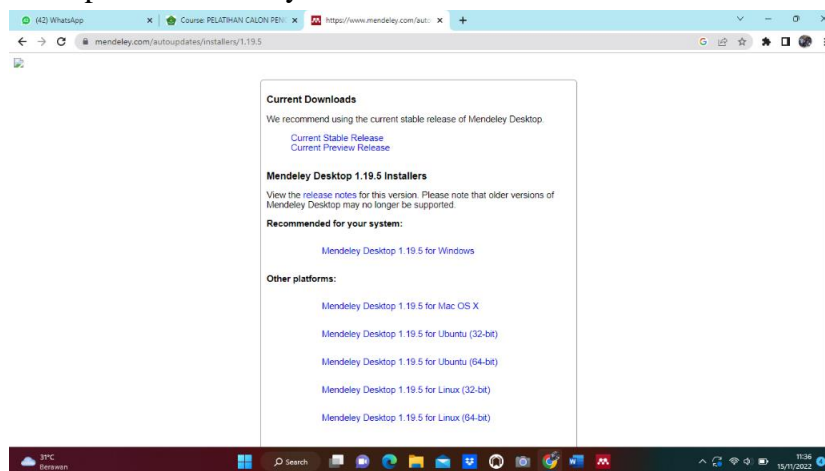 (42) WhatsApp
Course: PELATIHAN CALON PEN
https://www.mendeley.com/auto
mendeley.com/autoupdates/installers/1.19.5
Current Downloads
We recommend using the current stable release of Mendeley Desktop.
Current Stable Release
Current Preview Release
Mendeley Desktop 1.19.5 Installers
View the release notes for this version. Please note that older versions of
Mendeley Desktop may no longer be supported.
Recommended for your system:
Mendeley Desktop 1.19.5 for Windows
Other platforms:
Mendeley Desktop 1.19.5 for Mac OS X
Mendeley Desktop 1.19.5 for Ubuntu (32-bit)
Mendeley Desktop 1.19.5 for Ubuntu (64-bit)
Mendeley Desktop 1.19.5 for Linux (32-bit)
Mendeley Desktop 1.19.5 for Linux (64-bit)
31°C
Berawan
Search
11:36
15/11/2022